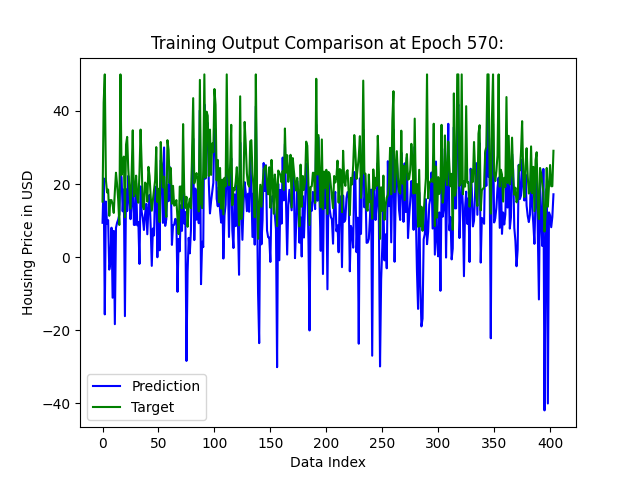 Training Output Comparison at Epoch 570:
Housing Price in USD
40
20
0
−20
−40
Prediction
Target
0 50 100 150 200 250 300 350 400
Data Index